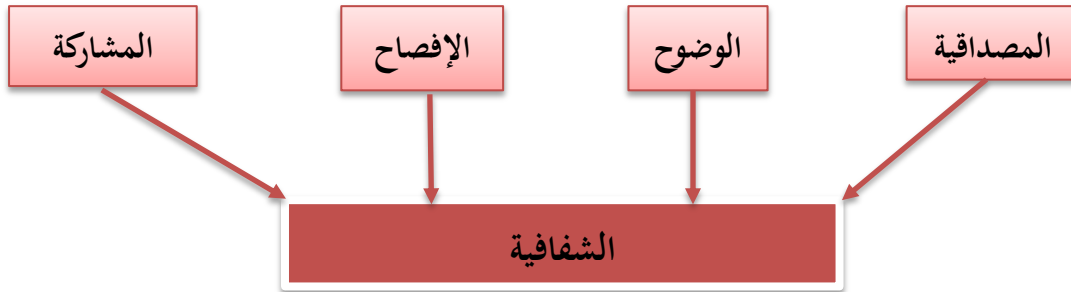 المصداقية
الوضوح
الإفصاح
المشاركة
الشفافية